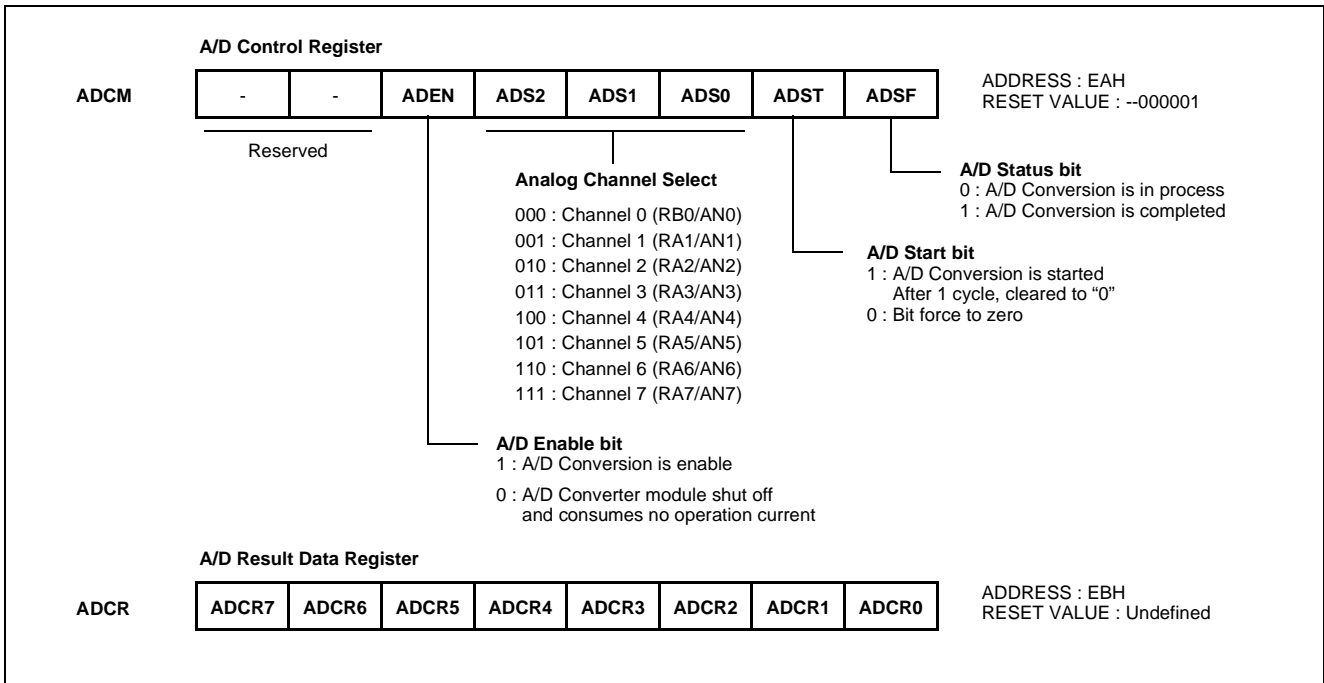 A/D Control Register
ADCM - - ADEN ADS2 ADS1 ADS0 ADST ADSF
ADDRESS : EAH
RESET VALUE : --000001
Reserved
Analog Channel Select
000 : Channel 0 (RB0/AN0)
001 : Channel 1 (RA1/AN1)
010 : Channel 2 (RA2/AN2)
011 : Channel 3 (RA3/AN3)
100 : Channel 4 (RA4/AN4)
101 : Channel 5 (RA5/AN5)
110 : Channel 6 (RA6/AN6)
111 : Channel 7 (RA7/AN7)
A/D Status bit
0 : A/D Conversion is in process
1 : A/D Conversion is completed
A/D Start bit
1 : A/D Conversion is started
After 1 cycle, cleared to “0”
0 : Bit force to zero
A/D Enable bit
1 : A/D Conversion is enable
0 : A/D Converter module shut off
and consumes no operation current
A/D Result Data Register
ADCR ADCR7 ADCR6 ADCR5 ADCR4 ADCR3 ADCR2 ADCR1 ADCR0
ADDRESS : EBH
RESET VALUE : Undefined